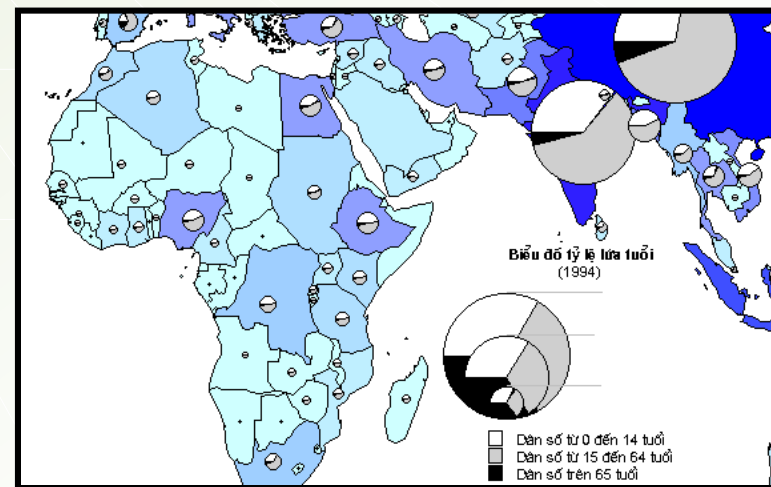 Biểu đồ tỷ lệ lứa tuổi
(1994)
Dân số từ 0 đến 14 tuổi
Dân số từ 15 đến 64 tuổi
Dân số trên 65 tuổi